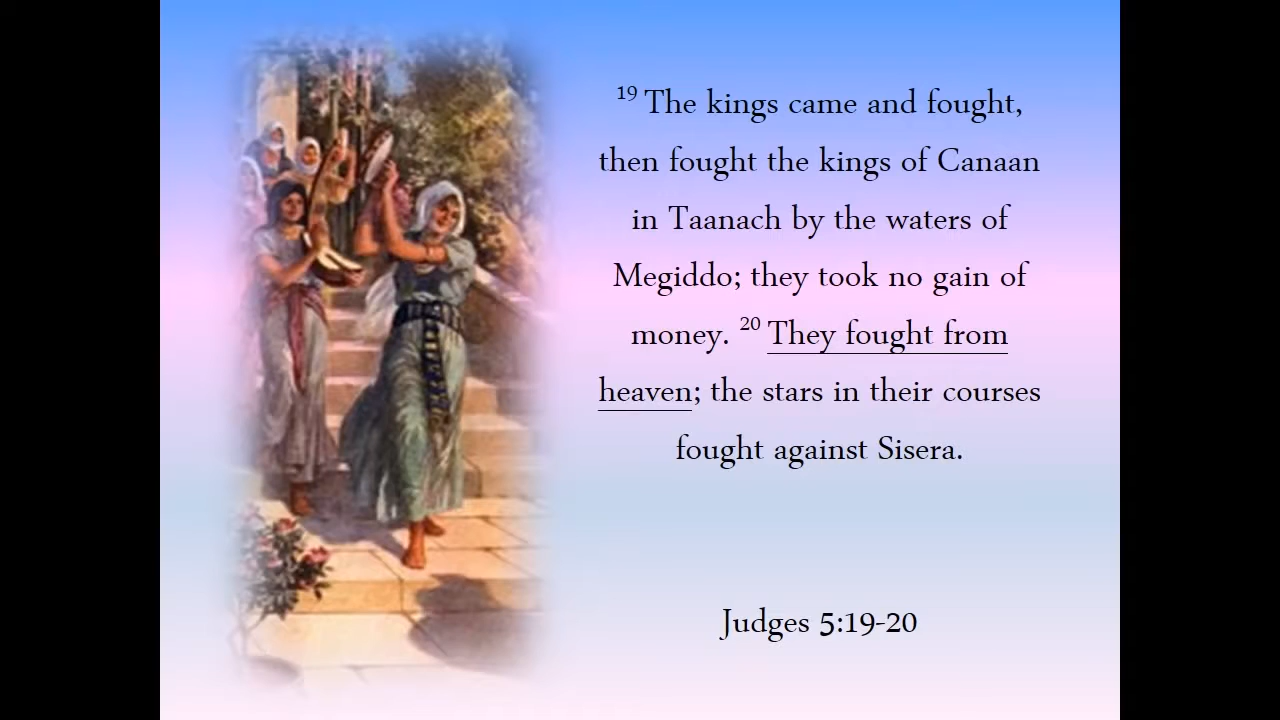 19 The kings came and fought,
then fought the kings of Canaan
in Taanach by the waters of
Megiddo; they took no gain of
money. 20 They fought from
heaven; the stars in their courses
fought against Sisera.
Judges 5:19-20